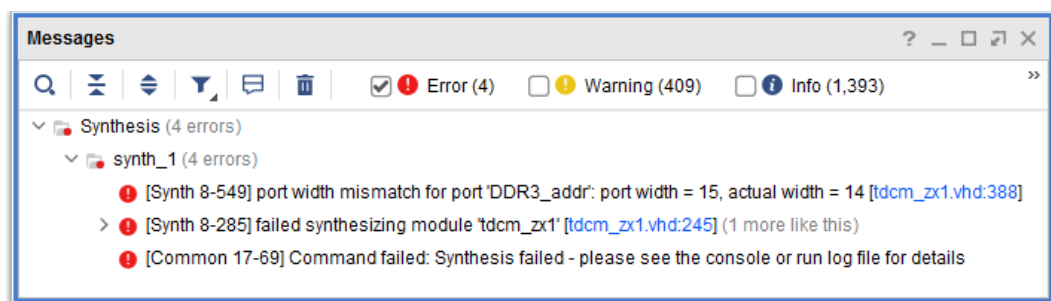 Messages
Error (4) Warning (409) Info (1,393)
Synthesis (4 errors)
synth_1 (4 errors)
[Synth 8-549] port width mismatch for port 'DDR3_addr': port width = 15, actual width = 14 [tdcm_zx1.vhd:388]
[Synth 8-285] failed synthesizing module 'tdcm_zx1' [tdcm_zx1.vhd:245] (1 more like this)
[Common 17-69] Command failed: Synthesis failed - please see the console or run log file for details